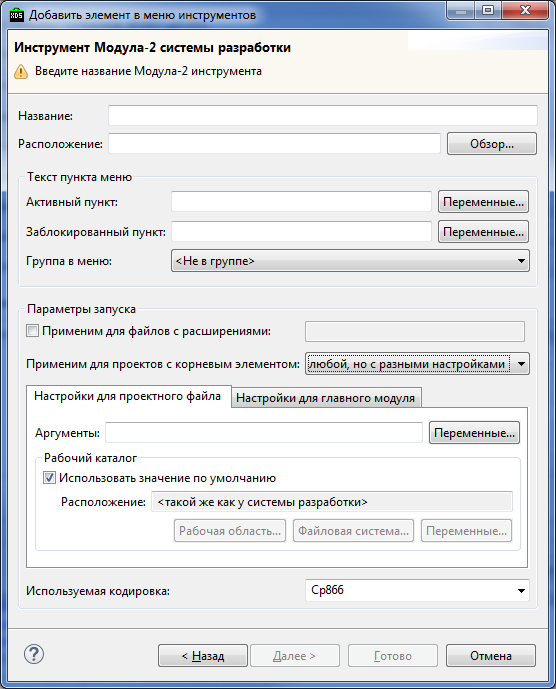 XDS Добавить элемент в меню инструментов
Инструмент Модула-2 системы разработки
Введите название Модула-2 инструмента
Название:
Расположение: Обзор...
Текст пункта меню
Активный пункт: Переменные...
Заблокированный пункт: Переменные...
Группа в меню: <Не в группе>
Параметры запуска
Применим для файлов с расширениями:
Применим для проектов с корневым элементом: любой, но с разными настройками
Настройки для проектного файла Настройки для главного модуля
Аргументы: Переменные...
Рабочий каталог
Использовать значение по умолчанию
Расположение: <такой же как у системы разработки>
Рабочая область... Файловая система... Переменные...
Используемая кодировка: Cp866
? < Назад Далее > Готово Отмена